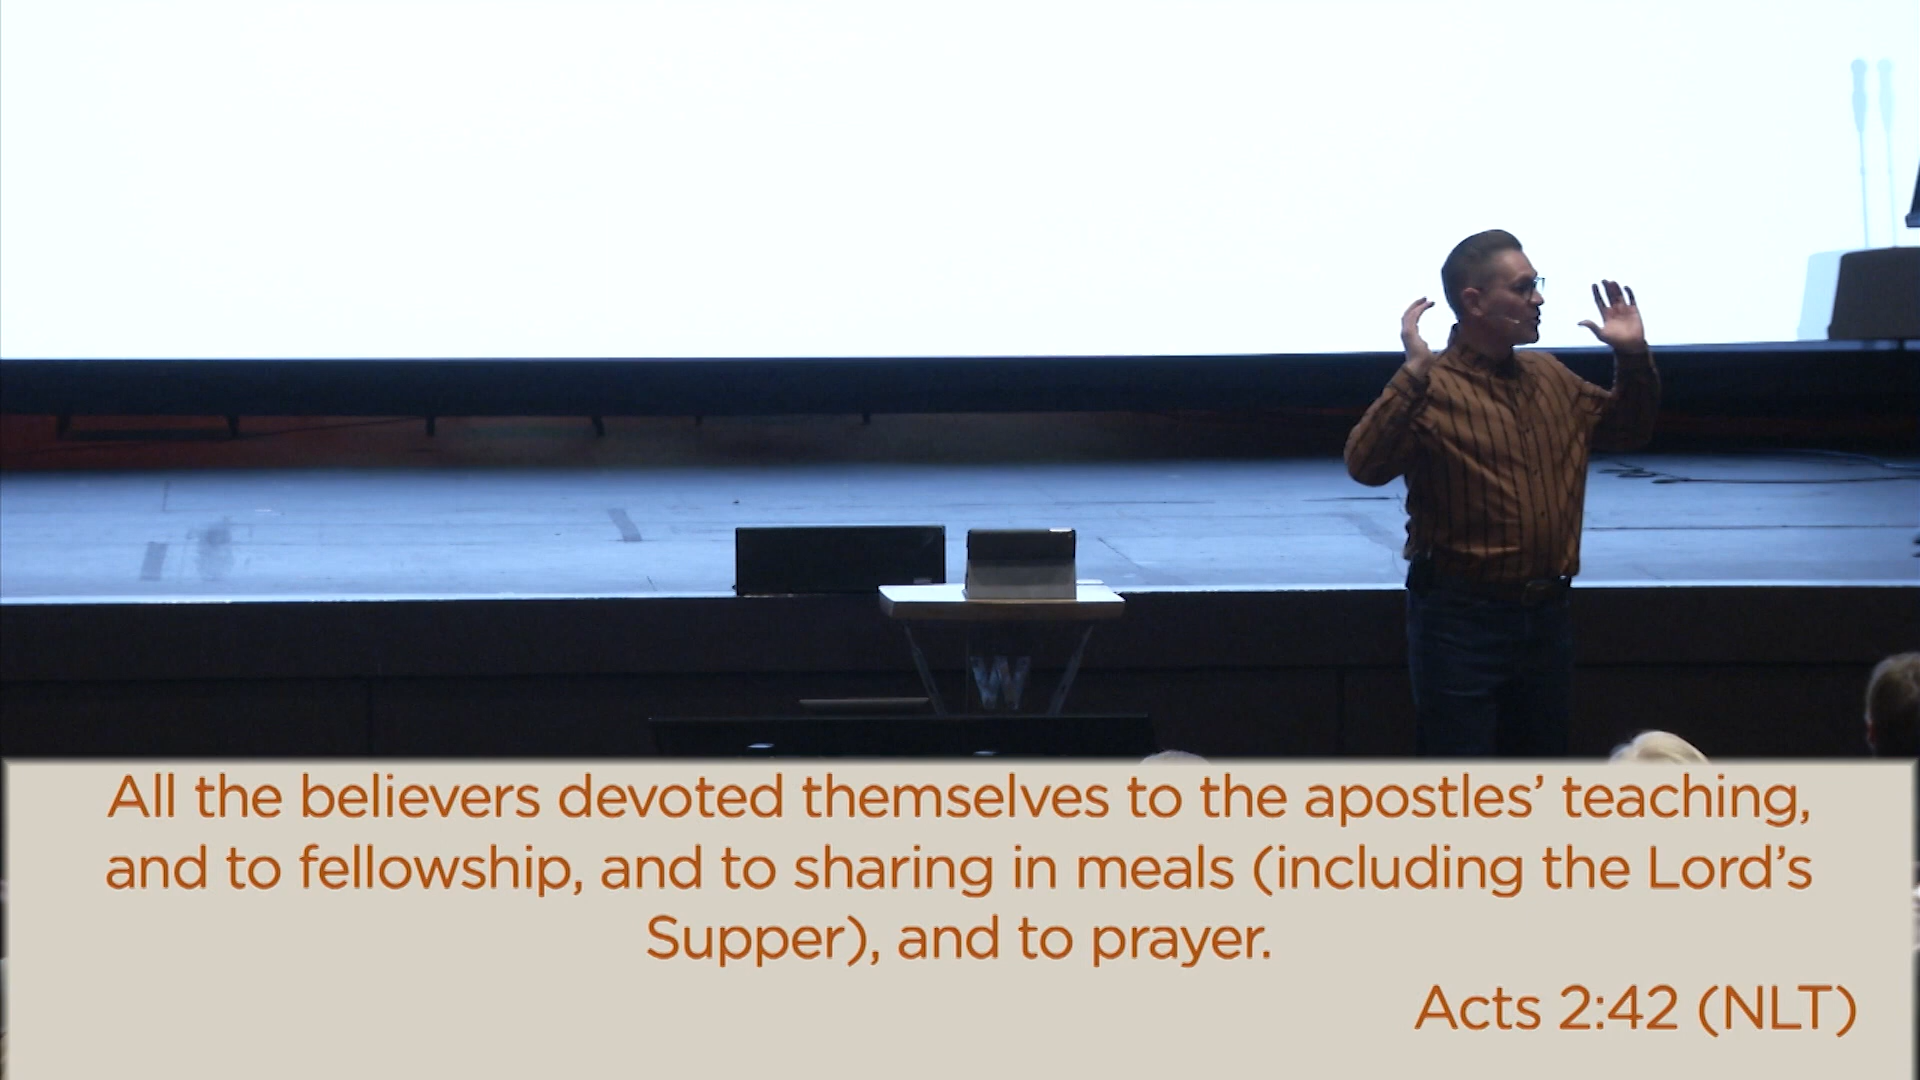 W
All the believers devoted themselves to the apostles’ teaching,
and to fellowship, and to sharing in meals (including the Lord’s
Supper), and to prayer.
Acts 2:42 (NLT)